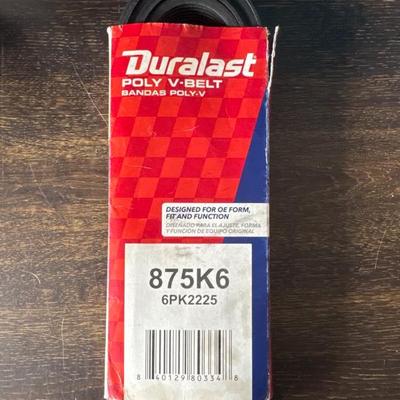 Duralast
POLY V-BELT
BANDAS POLY-V
DESIGNED FOR OE FORM,
FIT AND FUNCTION
DISEÑADO PARA EL AJUSTE, FORMA
Y FUNCIÓN DE EQUIPO ORIGINAL
875K6
6PK2225
8 40129 80334 8